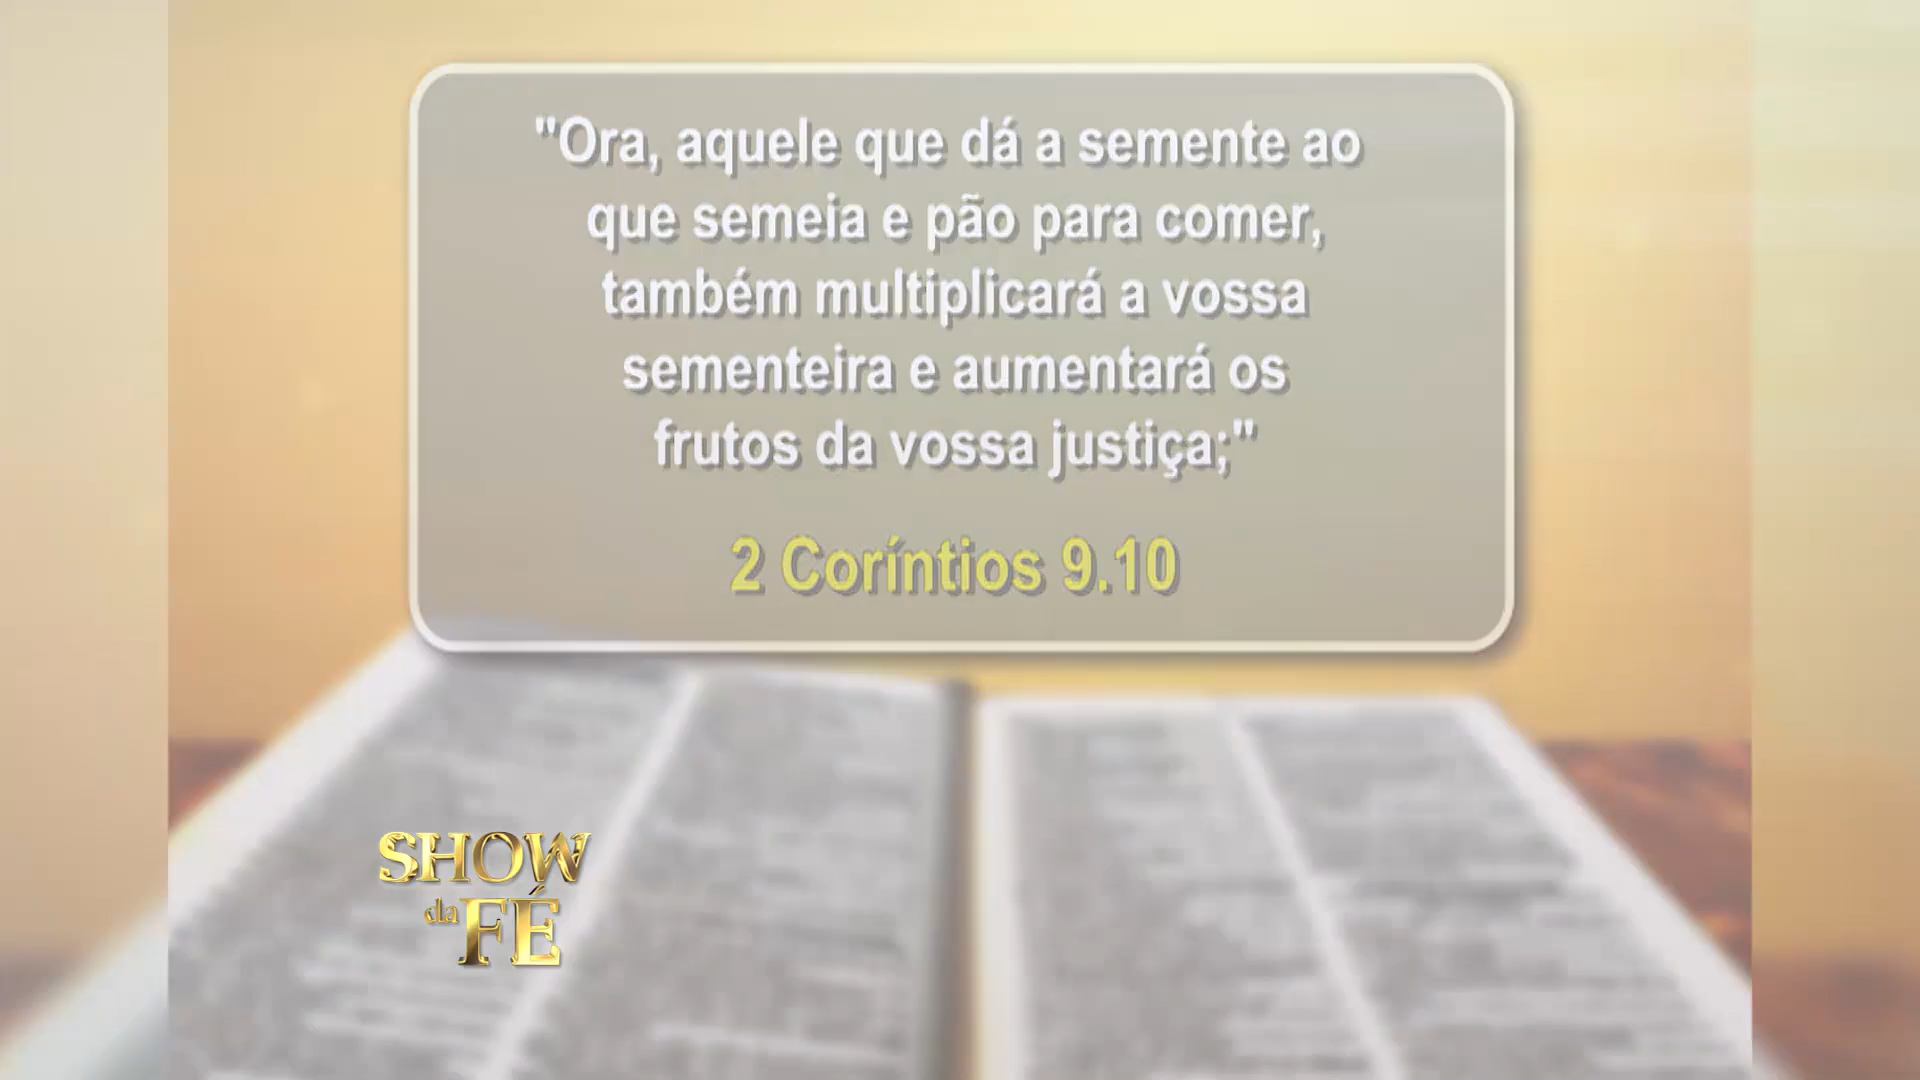 "Ora, aquele que dá a semente ao
que semeia e pão para comer,
também multiplicará a vossa
sementeira e aumentará os
frutos da vossa justiça;"
2 Coríntios 9.10
SHOW
da FÉ